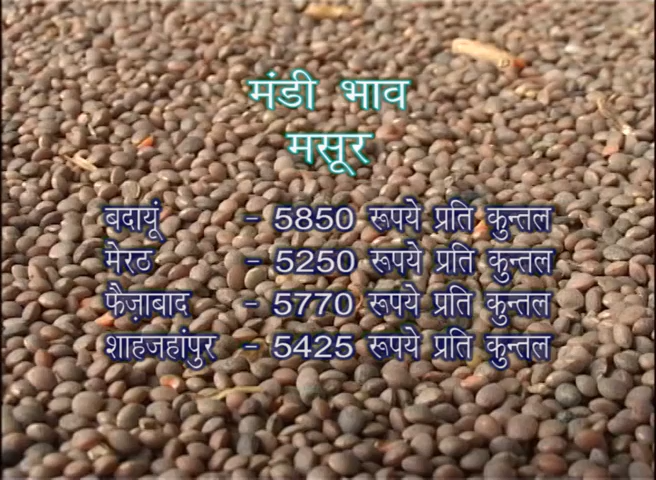 मंडी भाव
मसूर
बदायूं - 5850 रूपये प्रति कुन्तल
मेरठ - 5250 रूपये प्रति कुन्तल
फैज़ाबाद - 5770 रूपये प्रति कुन्तल
शाहजहांपुर - 5425 रूपये प्रति कुन्तल